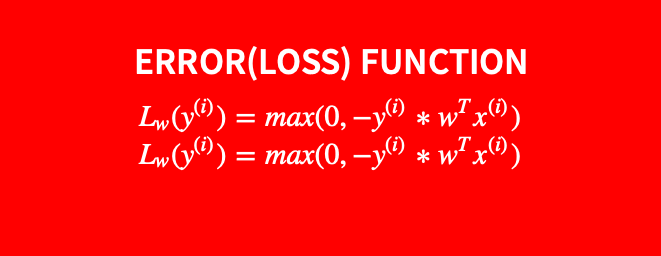 ERROR(LOSS) FUNCTION
L_w(y^(i)) = max(0, −y^(i) * w^T x^(i))
L_w(y^(i)) = max(0, −y^(i) * w^T x^(i))